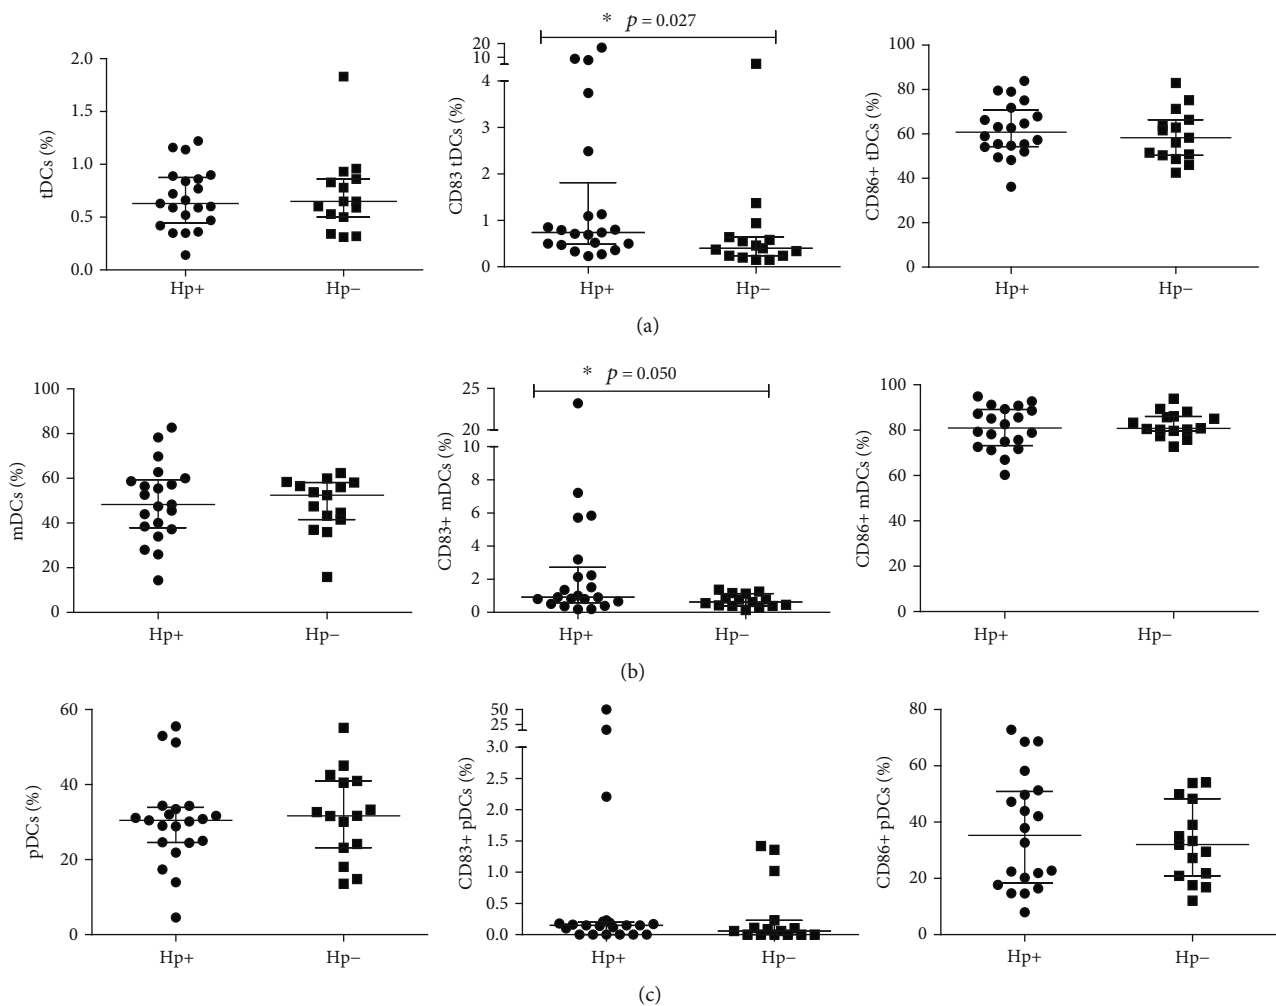 * p = 0.027
2.0
1.5
1.0
0.5
0.0
tDCs (%)
Hp+
Hp−
20
10
4
3
2
1
0
CD83 tDCs (%)
Hp+
Hp−
100
80
60
40
20
0
CD86+ tDCs (%)
Hp+
Hp−
(a)
* p = 0.050
100
80
60
40
20
0
mDCs (%)
Hp+
Hp−
25
20
10
8
6
4
2
0
CD83+ mDCs (%)
Hp+
Hp−
100
80
60
40
20
0
CD86+ mDCs (%)
Hp+
Hp−
(b)
60
40
20
0
pDCs (%)
Hp+
Hp−
50
25
3.0
2.0
1.5
1.0
0.5
0.0
CD83+ pDCs (%)
Hp+
Hp−
80
60
40
20
0
CD86+ pDCs (%)
Hp+
Hp−
(c)